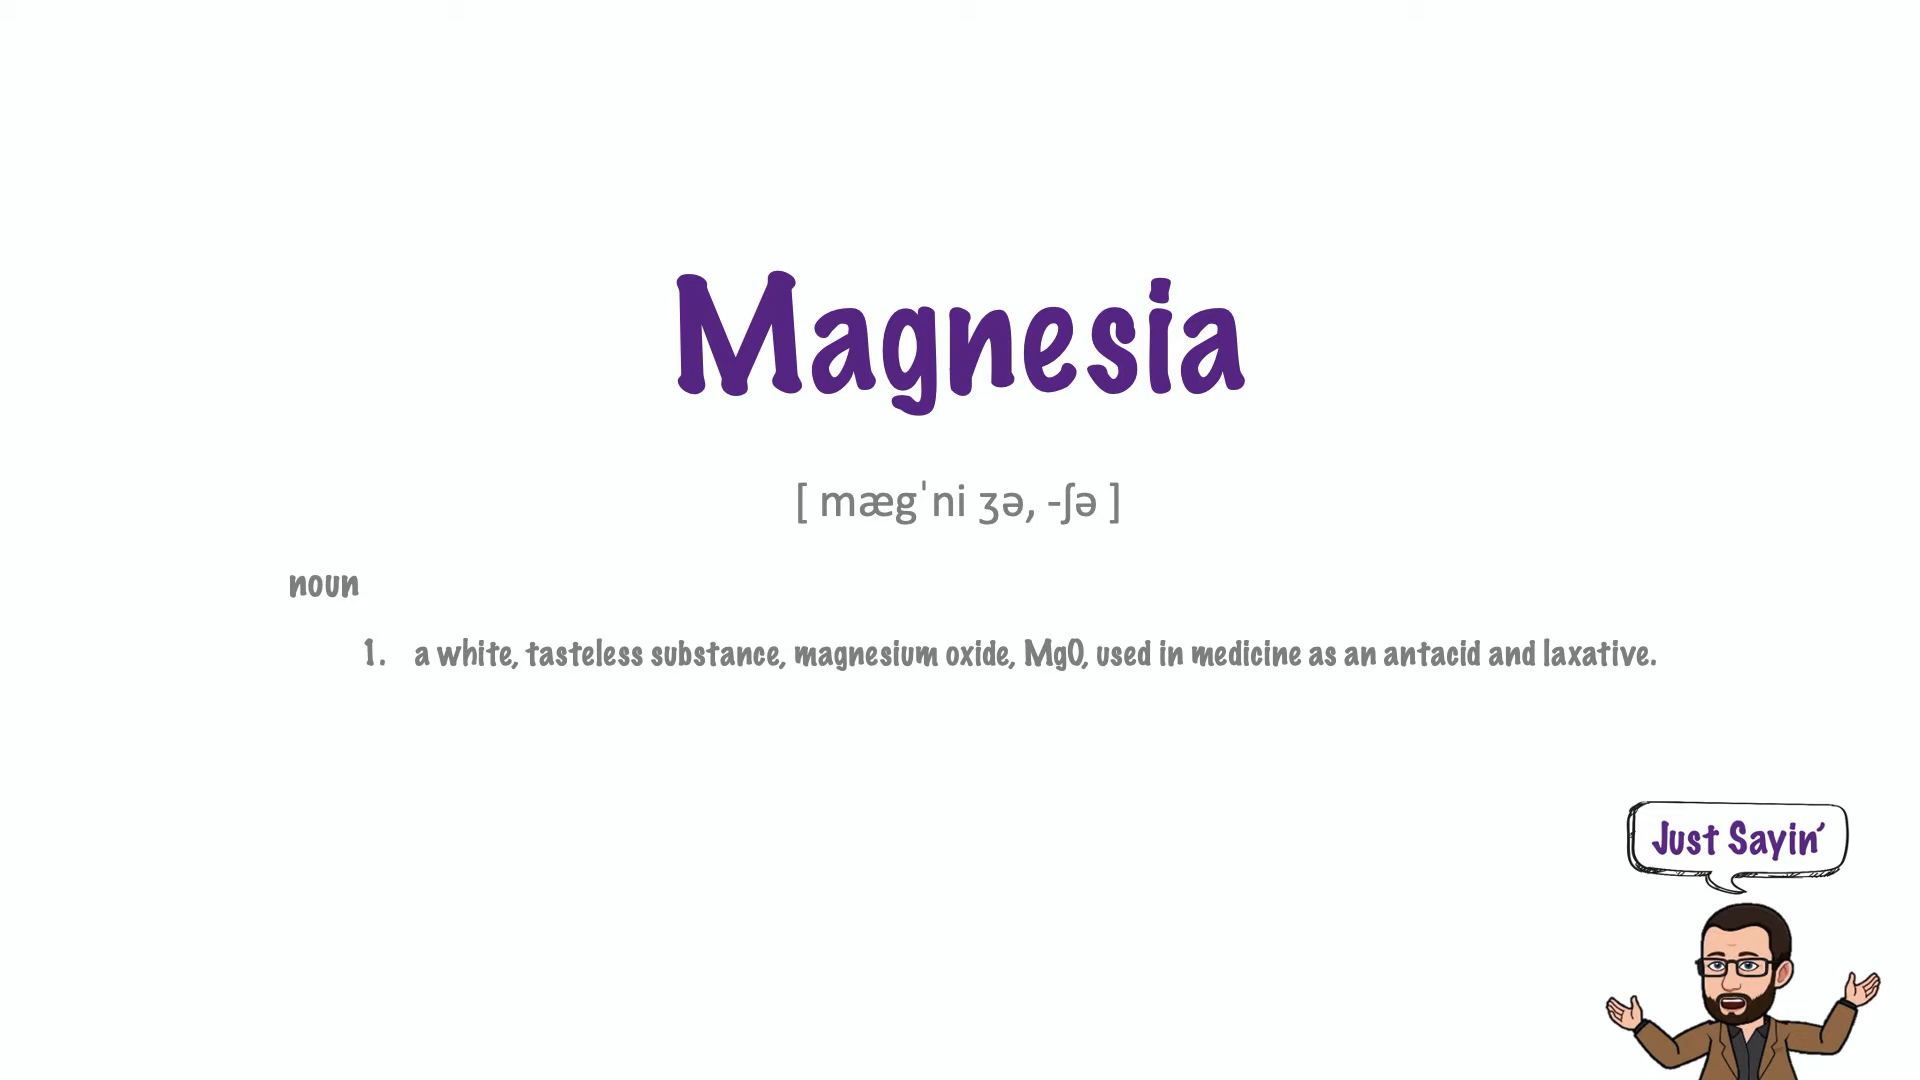 Magnesia
[ mægˈni ʒə, -ʃə ]
noun
1. a white, tasteless substance, magnesium oxide, MgO, used in medicine as an antacid and laxative.
Just Sayin’